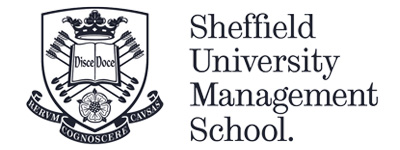 Disce Doce
RERVM COGNOSCERE CAVSAS
Sheffield
University
Management
School.